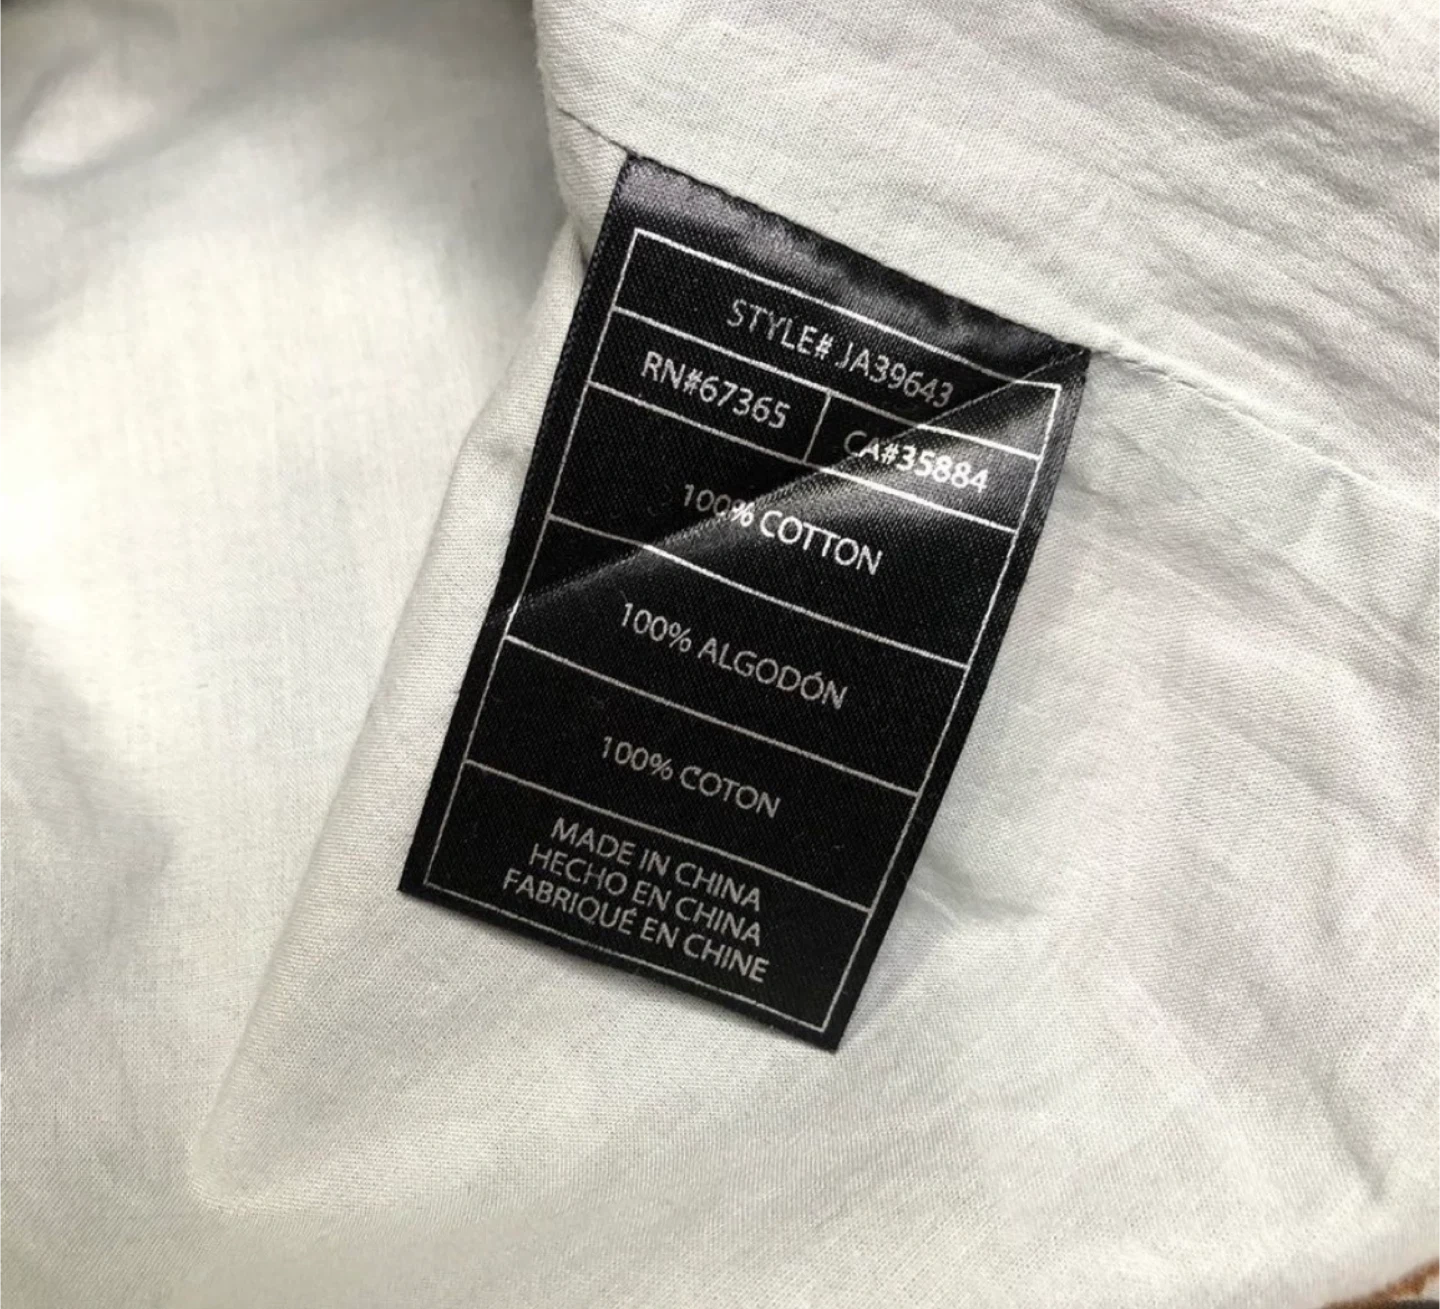 STYLE# JA39643
RN#67365 CA#35884
100% COTTON
100% ALGODÓN
100% COTON
MADE IN CHINA
HECHO EN CHINA
FABRIQUÉ EN CHINE